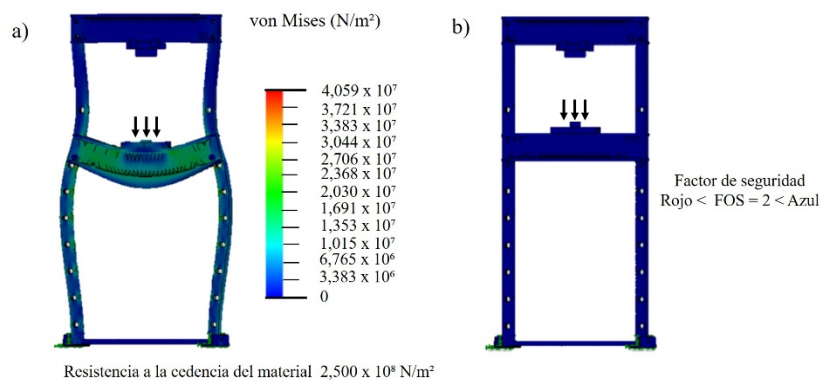 a)
von Mises (N/m²)
4,059 x 10⁷
3,721 x 10⁷
3,383 x 10⁷
3,044 x 10⁷
2,706 x 10⁷
2,368 x 10⁷
2,030 x 10⁷
1,691 x 10⁷
1,353 x 10⁷
1,015 x 10⁷
6,765 x 10⁶
3,383 x 10⁶
0
Resistencia a la cedencia del material 2,500 x 10⁸ N/m²
b)
Factor de seguridad
Rojo < FOS = 2 < Azul